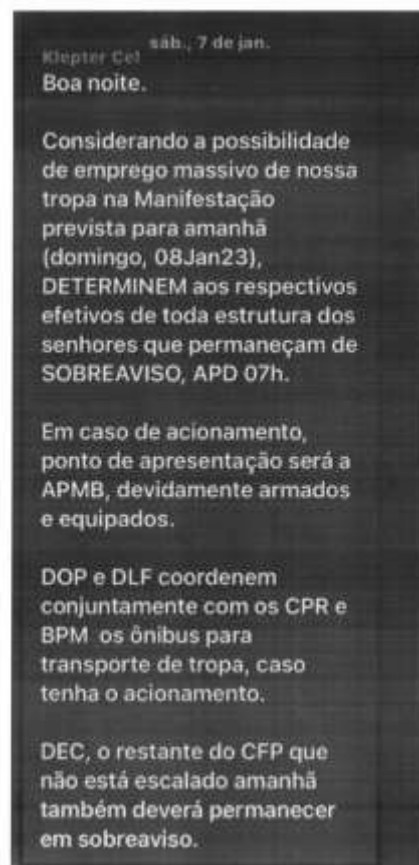 sáb., 7 de jan.
Klepter Cel
Boa noite.
Considerando a possibilidade
de emprego massivo de nossa
tropa na Manifestação
prevista para amanhã
(domingo, 08Jan23),
DETERMINEM aos respectivos
efetivos de toda estrutura dos
senhores que permaneçam de
SOBREAVISO, APD 07h.
Em caso de acionamento,
ponto de apresentação será a
APMB, devidamente armados
e equipados.
DOP e DLF coordenem
conjuntamente com os CPR e
BPM os ônibus para
transporte de tropa, caso
tenha o acionamento.
DEC, o restante do CFP que
não está escalado amanhã
também deverá permanecer
em sobreaviso.